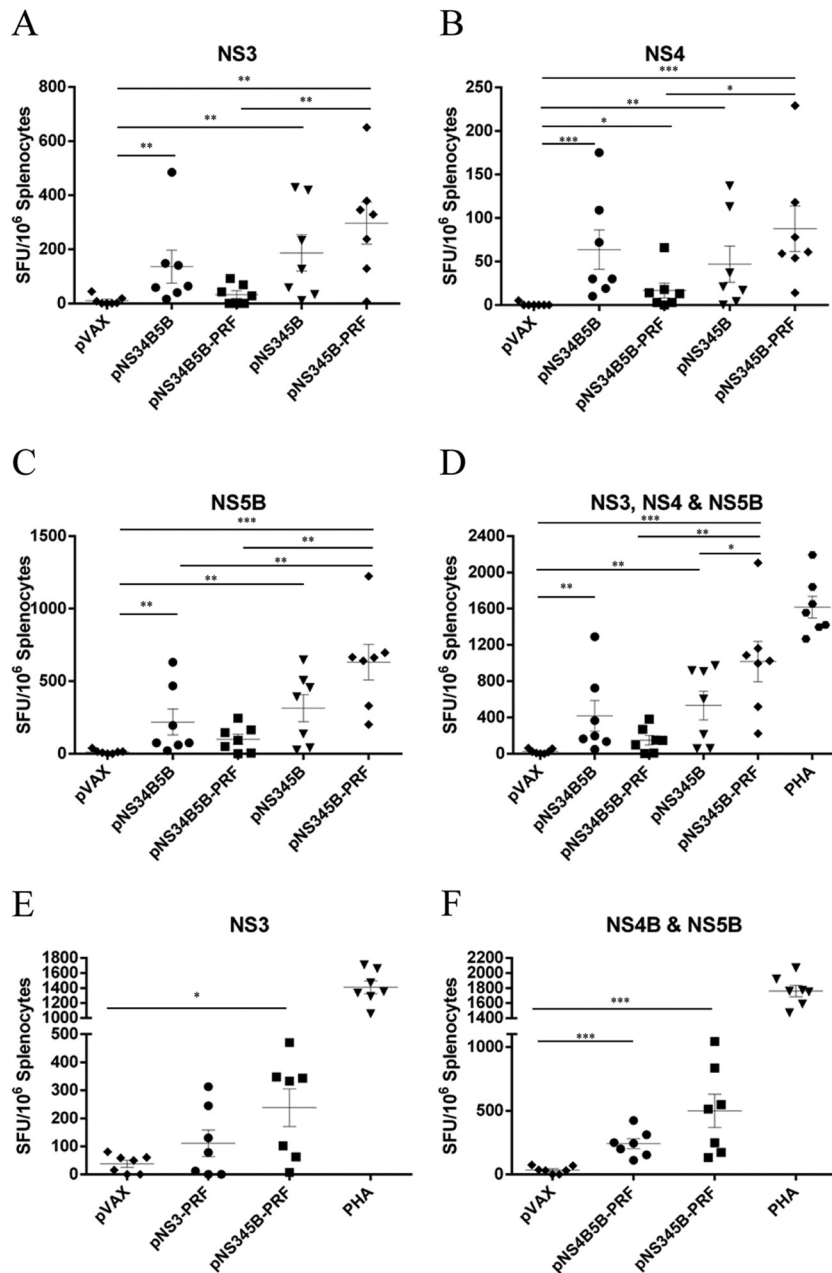 A
NS3
SFU/10⁶ Splenocytes
800
600
400
200
0
**
**
**
**
pVAX
pNS34B5B
pNS34B5B-PRF
pNS345B
pNS345B-PRF
B
NS4
SFU/10⁶ Splenocytes
250
200
150
100
50
0
***
*
**
*
***
pVAX
pNS34B5B
pNS34B5B-PRF
pNS345B
pNS345B-PRF
C
NS5B
SFU/10⁶ Splenocytes
1500
1000
500
0
***
**
**
**
**
pVAX
pNS34B5B
pNS34B5B-PRF
pNS345B
pNS345B-PRF
D
NS3, NS4 & NS5B
SFU/10⁶ Splenocytes
2400
2000
1600
1200
800
400
0
***
**
*
**
**
pVAX
pNS34B5B
pNS34B5B-PRF
pNS345B
pNS345B-PRF
PHA
E
NS3
SFU/10⁶ Splenocytes
1800
1600
1400
1200
1000
500
400
300
200
100
0
*
pVAX
pNS3-PRF
pNS345B-PRF
PHA
F
NS4B & NS5B
SFU/10⁶ Splenocytes
2200
2000
1800
1600
1400
1200
1000
500
0
***
***
pVAX
pNS4B5B-PRF
pNS345B-PRF
PHA